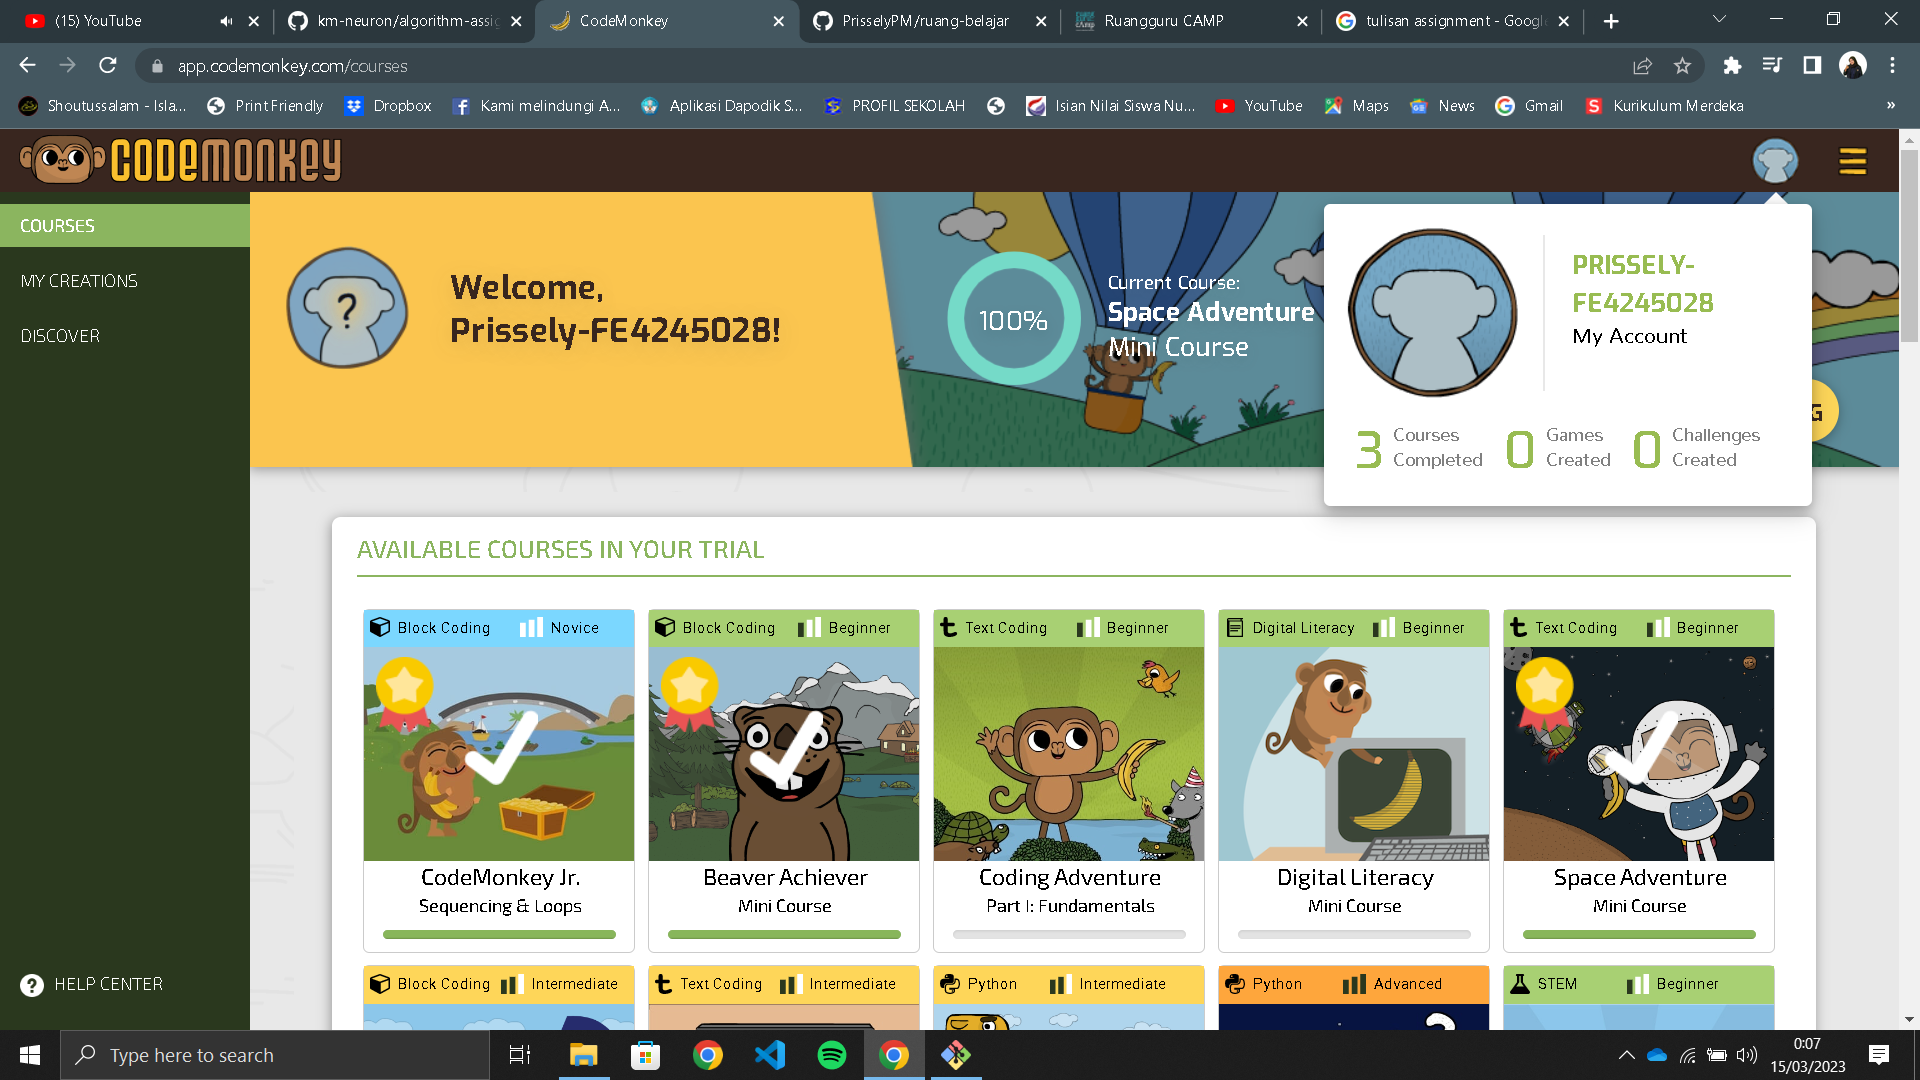 (15) YouTube
km-neuron/algorithm-assig
CodeMonkey
PrisselyPM/ruang-belajar
Ruangguru CAMP
tulisan assignment - Google
app.codemonkey.com/courses
Shoutussalam - Isla...
Print Friendly
Dropbox
Kami melindungi A...
Aplikasi Dapodik S...
PROFIL SEKOLAH
Isian Nilai Siswa Nu...
YouTube
Maps
News
Gmail
Kurikulum Merdeka
»
CODEMONKEY
COURSES
MY CREATIONS
DISCOVER
HELP CENTER
Welcome,
Prissely-FE4245028!
100%
Current Course:
Space Adventure
Mini Course
PRISSELY-
FE4245028
My Account
3 Courses Completed
0 Games Created
0 Challenges Created
G
AVAILABLE COURSES IN YOUR TRIAL
Block Coding Novice
CodeMonkey Jr.
Sequencing & Loops
Block Coding Beginner
Beaver Achiever
Mini Course
Text Coding Beginner
Coding Adventure
Part I: Fundamentals
Digital Literacy Beginner
Digital Literacy
Mini Course
Text Coding Beginner
Space Adventure
Mini Course
Block Coding Intermediate
Text Coding Intermediate
Python Intermediate
Python Advanced
STEM Beginner
Type here to search
0:07
15/03/2023